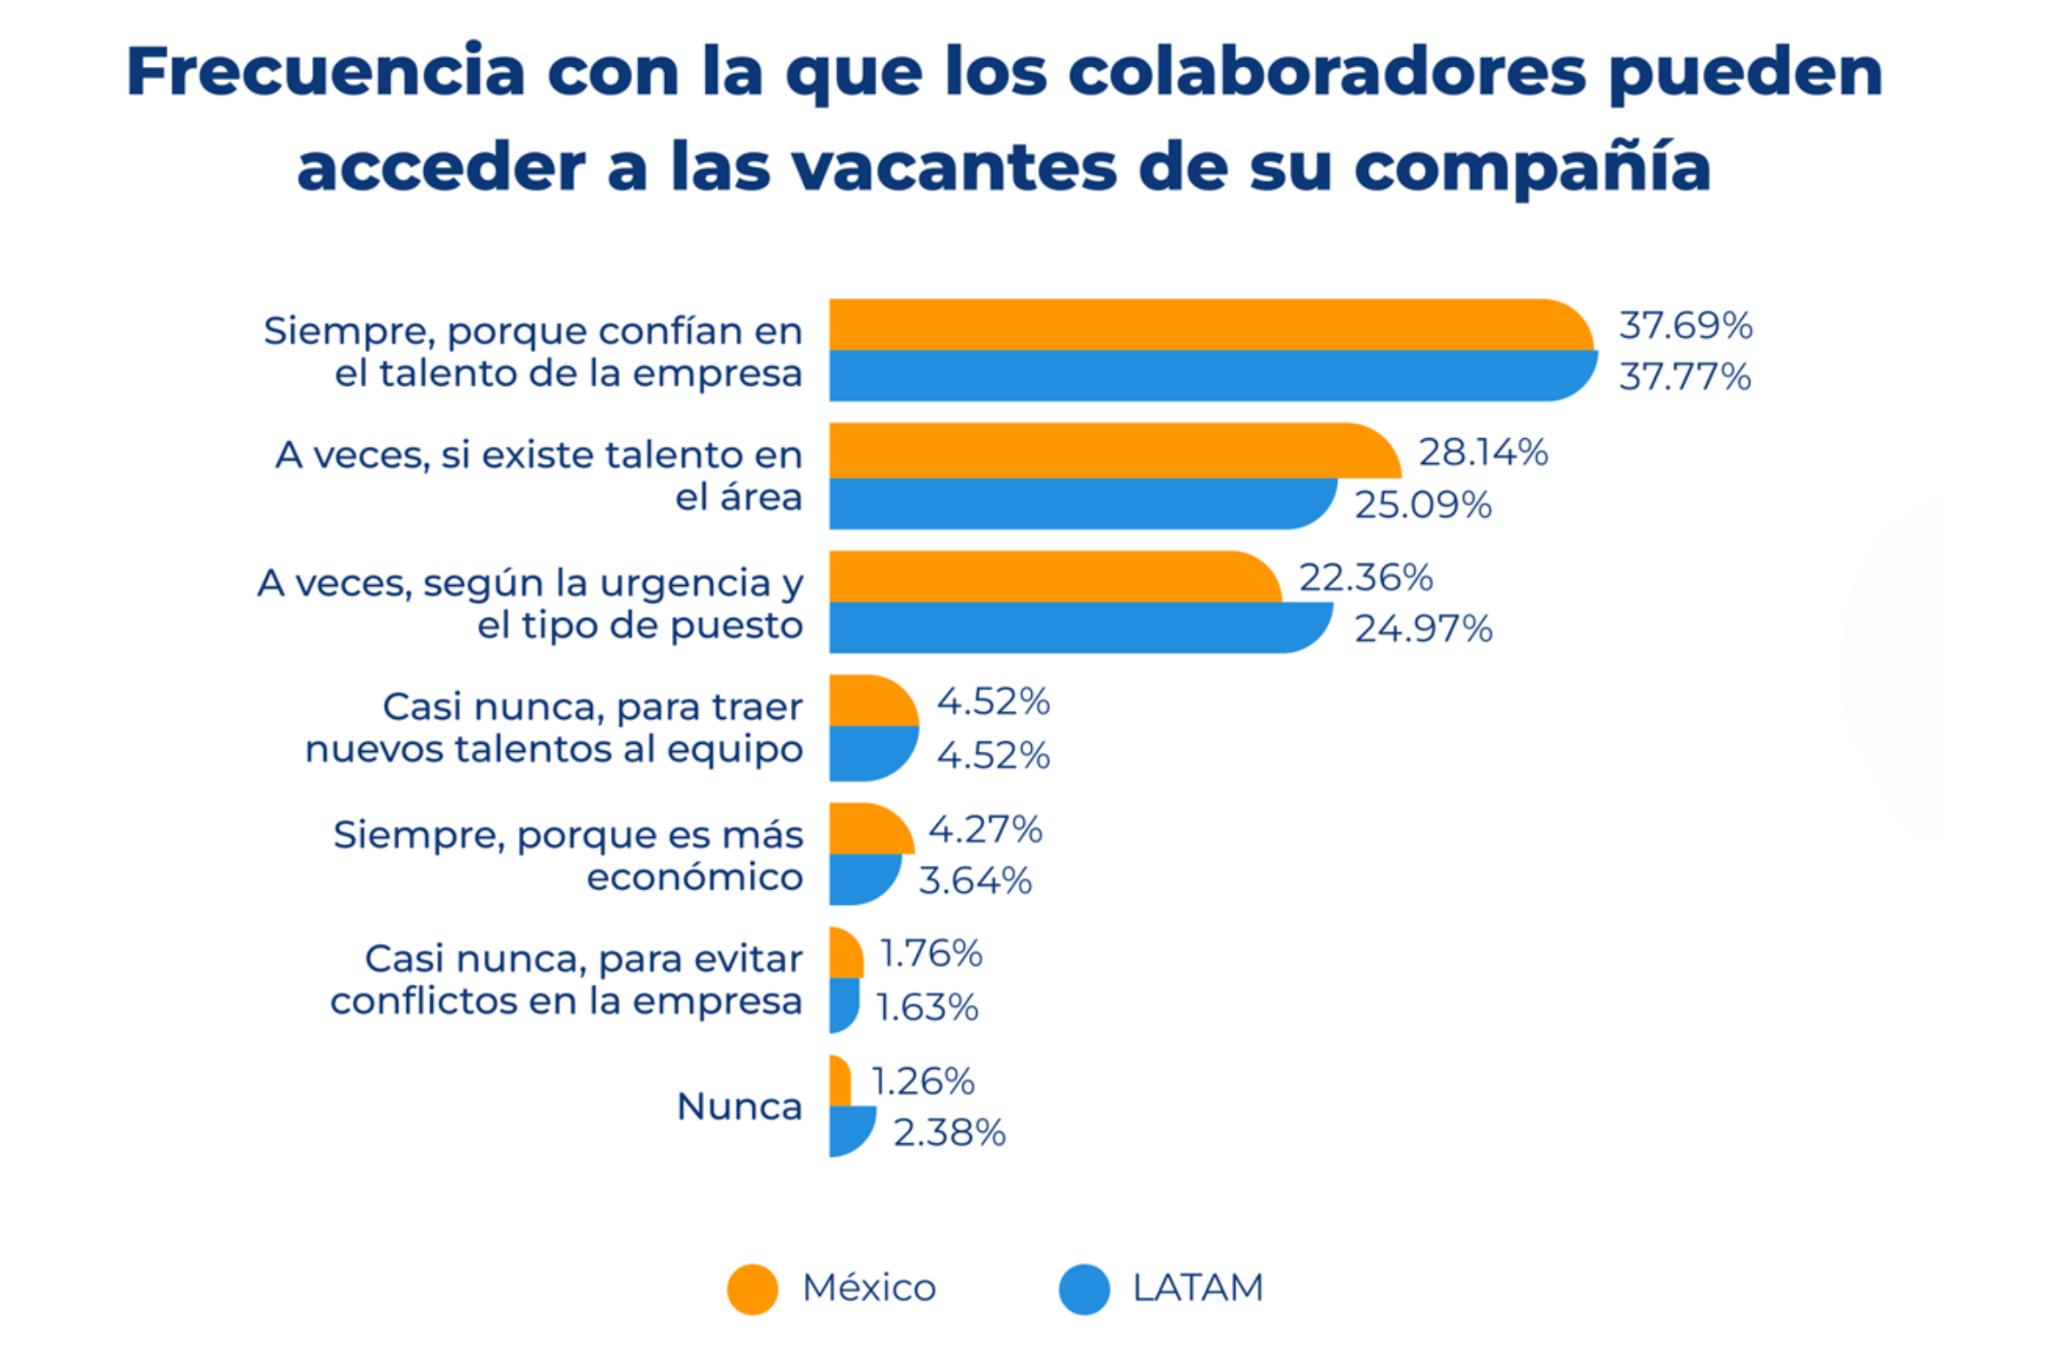 Frecuencia con la que los colaboradores pueden
acceder a las vacantes de su compañía
Siempre, porque confían en
el talento de la empresa
37.69%
37.77%
A veces, si existe talento en
el área
28.14%
25.09%
A veces, según la urgencia y
el tipo de puesto
22.36%
24.97%
Casi nunca, para traer
nuevos talentos al equipo
4.52%
4.52%
Siempre, porque es más
económico
4.27%
3.64%
Casi nunca, para evitar
conflictos en la empresa
1.76%
1.63%
Nunca
1.26%
2.38%
México
LATAM